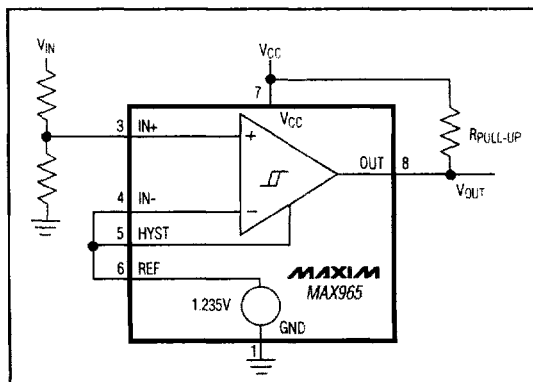 VIN
VCC
7
VCC
RPULL-UP
3 IN+
+
OUT 8
VOUT
4 IN-
−
5 HYST
6 REF
MAXIM
MAX965
1.235V
GND
1